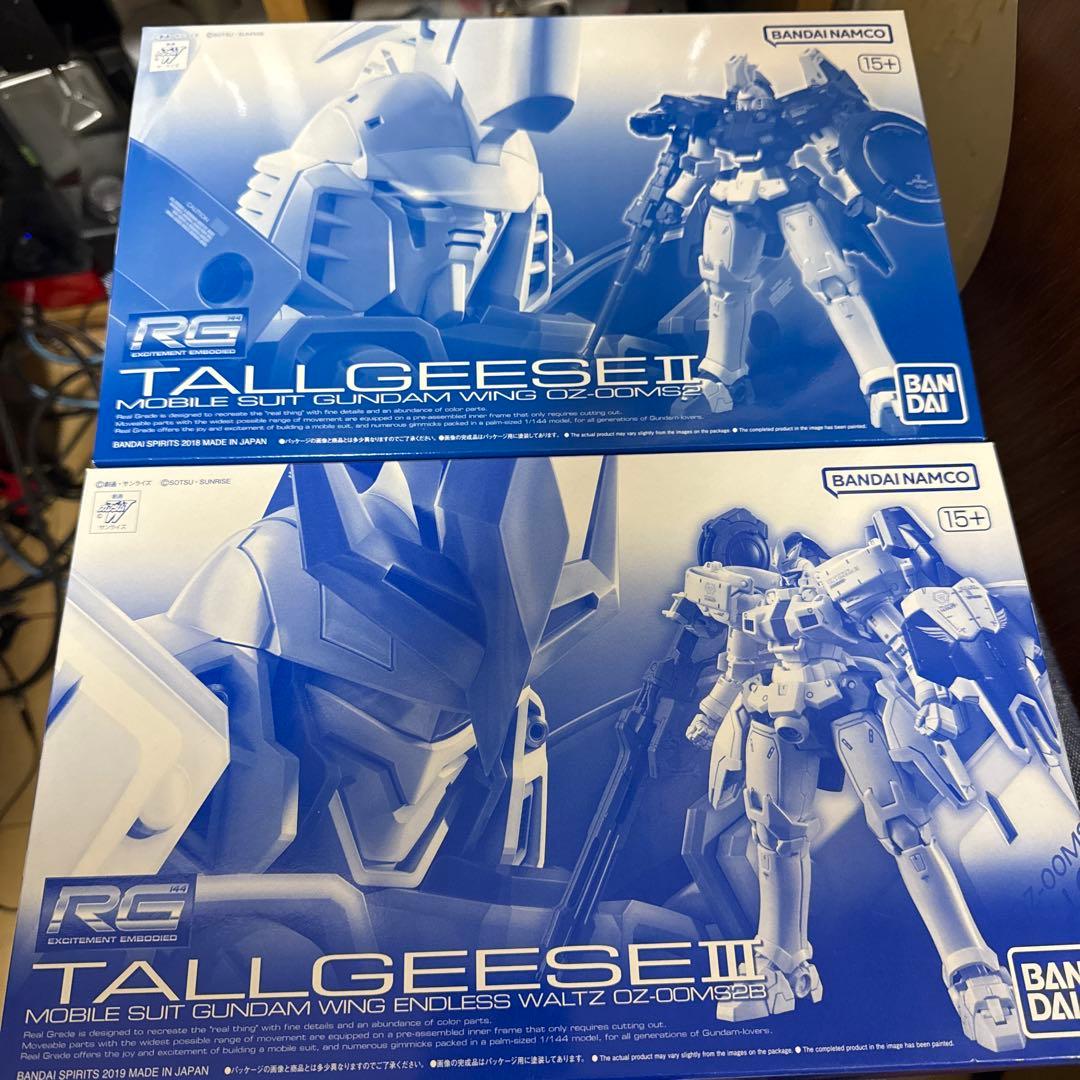 ©SOTSU・SUNRISE
BANDAI NAMCO
15+
CAUTION
RG 144
EXCITEMENT EMBODIED
TALLGEESE II
MOBILE SUIT GUNDAM WING OZ-00MS2
Real Grade is designed to recreate the "real thing" with fine details and an abundance of color parts.
Moveable parts with the widest possible range of movement are equipped on a pre-assembled inner frame that only requires cutting out.
Real Grade offers the joy and excitement of building a mobile suit, and numerous gimmicks packed in a palm-sized 1/144 model, for all generations of Gundam-lovers.
BAN
DAI
BANDAI SPIRITS 2018 MADE IN JAPAN ●パッケージの画像と商品とは多少異なりますのでご了承ください。●画像の完成品はパッケージ用に塗装してあります。 ● The actual product may vary slightly from the images on the package. ● The completed product in the image has been painted.
©創通・サンライズ ©SOTSU・SUNRISE
創通
サンライズ
BANDAI NAMCO
15+
RG 144
EXCITEMENT EMBODIED
TALLGEESE III
MOBILE SUIT GUNDAM WING ENDLESS WALTZ OZ-00MS2B
Real Grade is designed to recreate the "real thing" with fine details and an abundance of color parts.
Moveable parts with the widest possible range of movement are equipped on a pre-assembled inner frame that only requires cutting out.
Real Grade offers the joy and excitement of building a mobile suit, and numerous gimmicks packed in a palm-sized 1/144 model, for all generations of Gundam-lovers.
BAN
DAI
BANDAI SPIRITS 2019 MADE IN JAPAN ●パッケージの画像と商品とは多少異なりますのでご了承ください。 ●画像の完成品はパッケージ用に塗装してあります。 ● The actual product may vary slightly from the images on the package. ● The completed product in the image has been painted.